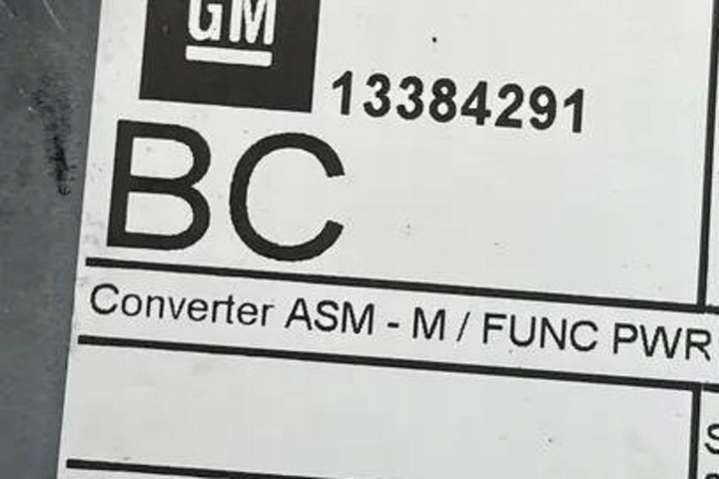 GM
13384291
BC
Converter ASM - M / FUNC PWR
S